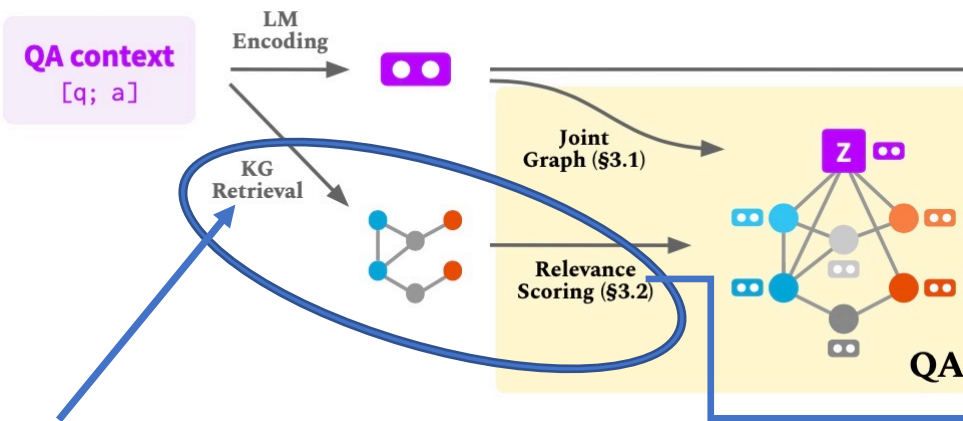 LM
Encoding
QA context
[q; a]
Joint
Graph (§3.1)
Z
KG
Retrieval
Relevance
Scoring (§3.2)
QA